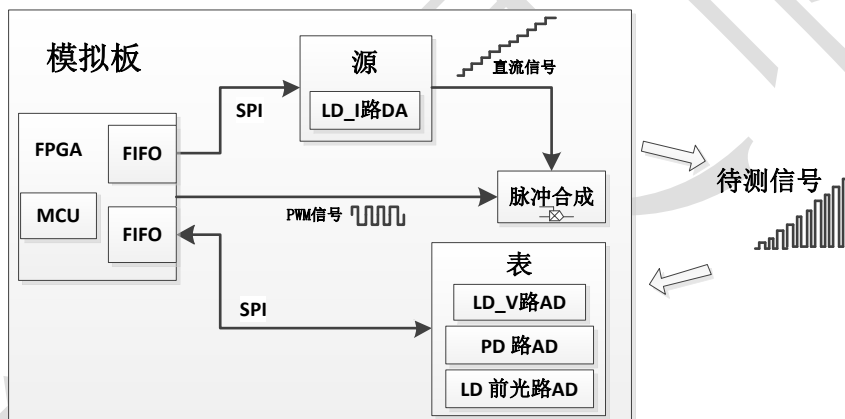 模拟板
源
LD_I路DA
直流信号
SPI
FPGA
FIFO
MCU
FIFO
PWM信号
脉冲合成
待测信号
SPI
表
LD_V路AD
PD 路AD
LD 前光路AD